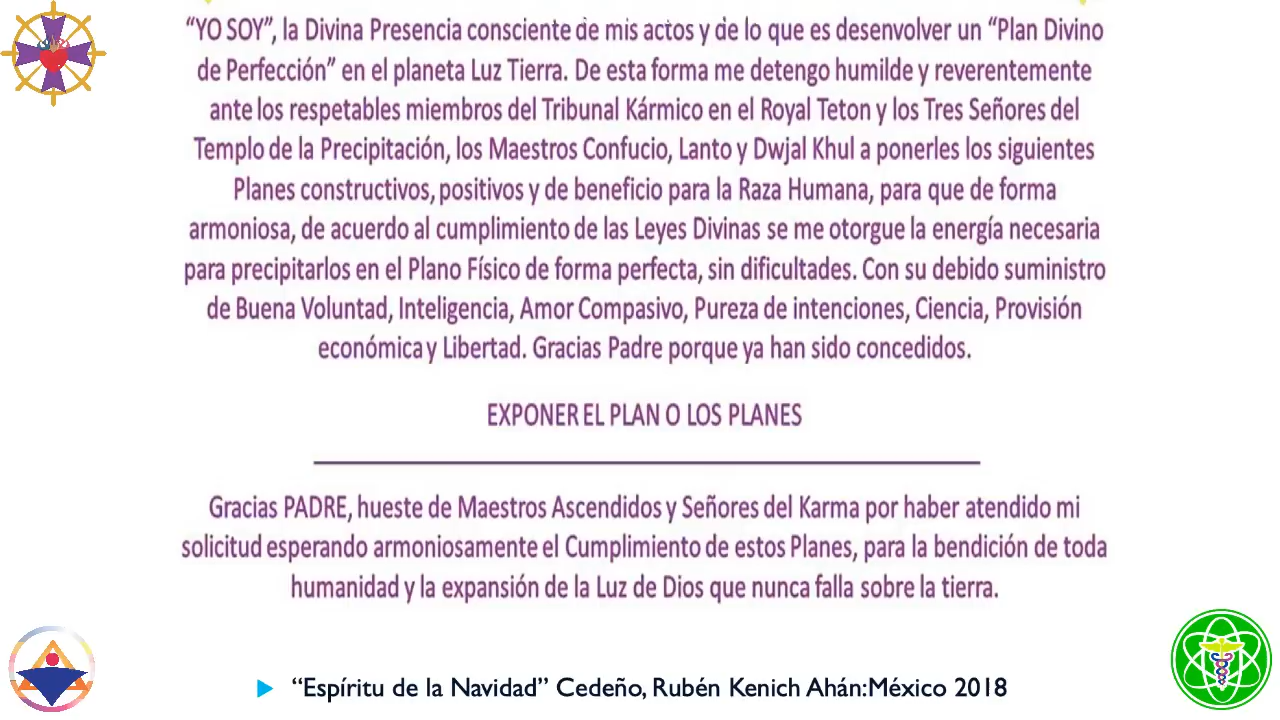 “YO SOY”, la Divina Presencia consciente de mis actos y de lo que es desenvolver un “Plan Divino
de Perfección” en el planeta Luz Tierra. De esta forma me detengo humilde y reverentemente
ante los respetables miembros del Tribunal Kármico en el Royal Teton y los Tres Señores del
Templo de la Precipitación, los Maestros Confucio, Lanto y Dwjal Khul a ponerles los siguientes
Planes constructivos, positivos y de beneficio para la Raza Humana, para que de forma
armoniosa, de acuerdo al cumplimiento de las Leyes Divinas se me otorgue la energía necesaria
para precipitarlos en el Plano Físico de forma perfecta, sin dificultades. Con su debido suministro
de Buena Voluntad, Inteligencia, Amor Compasivo, Pureza de intenciones, Ciencia, Provisión
económica y Libertad. Gracias Padre porque ya han sido concedidos.
EXPONER EL PLAN O LOS PLANES
Gracias PADRE, hueste de Maestros Ascendidos y Señores del Karma por haber atendido mi
solicitud esperando armoniosamente el Cumplimiento de estos Planes, para la bendición de toda
humanidad y la expansión de la Luz de Dios que nunca falla sobre la tierra.
“Espíritu de la Navidad” Cedeño, Rubén Kenich Ahán:México 2018